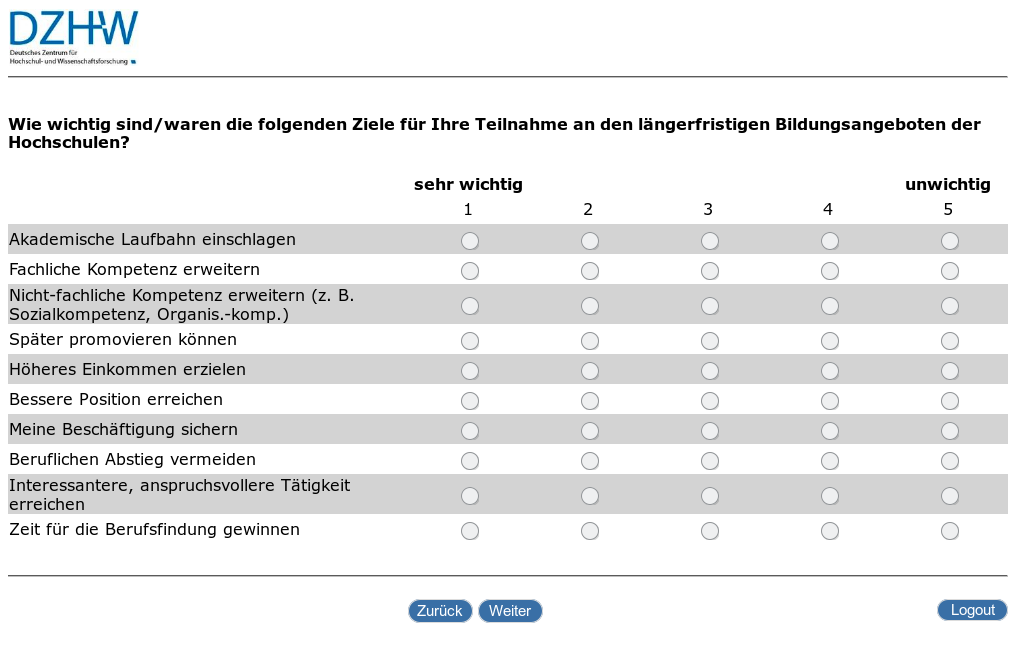 DZHW
Deutsches Zentrum für
Hochschul- und Wissenschaftsforschung
Wie wichtig sind/waren die folgenden Ziele für Ihre Teilnahme an den längerfristigen Bildungsangeboten der
Hochschulen?
sehr wichtig unwichtig
1 2 3 4 5
Akademische Laufbahn einschlagen
Fachliche Kompetenz erweitern
Nicht-fachliche Kompetenz erweitern (z. B.
Sozialkompetenz, Organis.-komp.)
Später promovieren können
Höheres Einkommen erzielen
Bessere Position erreichen
Meine Beschäftigung sichern
Beruflichen Abstieg vermeiden
Interessantere, anspruchsvollere Tätigkeit
erreichen
Zeit für die Berufsfindung gewinnen
Zurück Weiter Logout